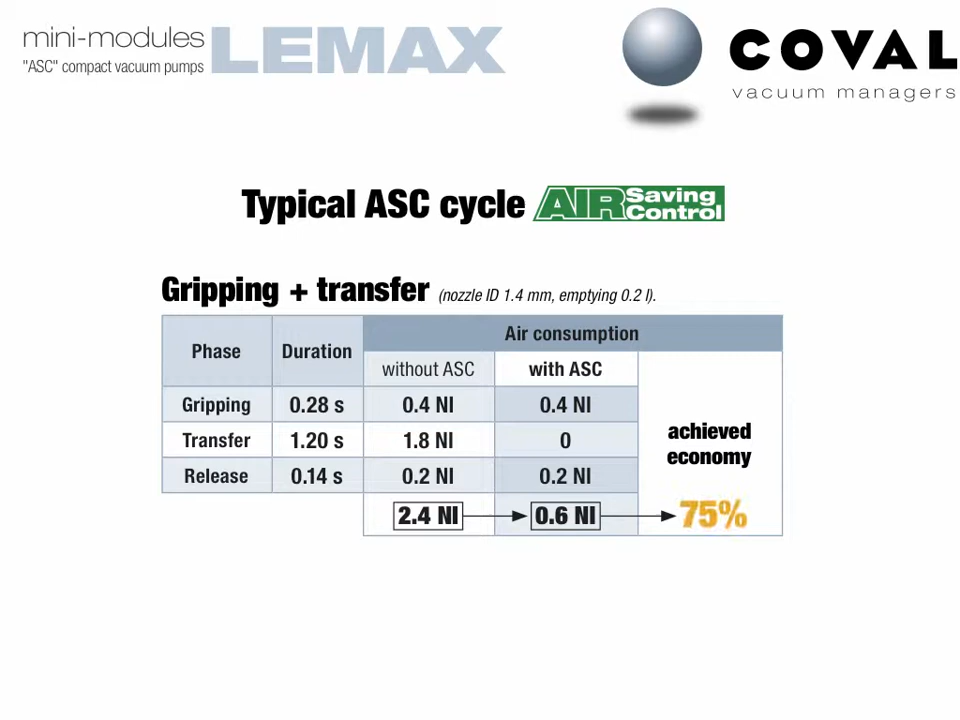 mini-modules LEMAX
"ASC" compact vacuum pumps
COVAL
vacuum managers
Typical ASC cycle AIR Saving Control
Gripping + transfer (nozzle ID 1.4 mm, emptying 0.2 l).
Phase Duration Air consumption
without ASC with ASC
Gripping 0.28 s 0.4 Nl 0.4 Nl
Transfer 1.20 s 1.8 Nl 0
Release 0.14 s 0.2 Nl 0.2 Nl
achieved
economy
2.4 Nl 0.6 Nl 75%